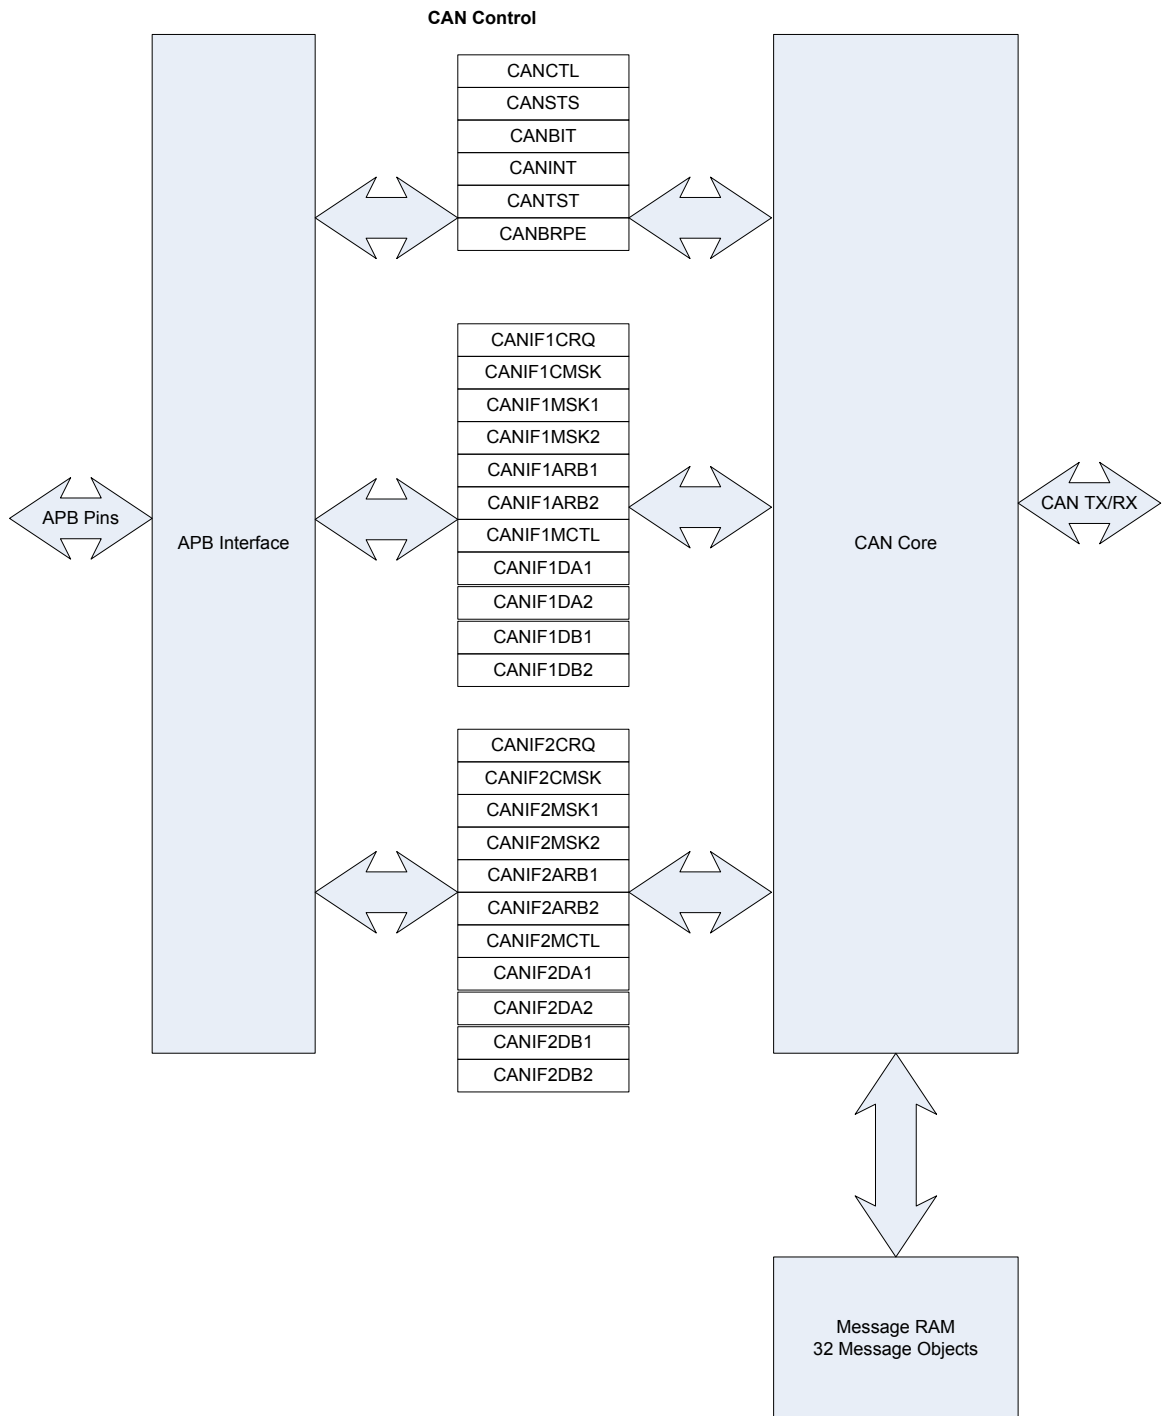 CAN Control
CANCTL
CANSTS
CANBIT
CANINT
CANTST
CANBRPE
CANIF1CRQ
CANIF1CMSK
CANIF1MSK1
CANIF1MSK2
CANIF1ARB1
CANIF1ARB2
CANIF1MCTL
CANIF1DA1
CANIF1DA2
CANIF1DB1
CANIF1DB2
APB Pins
APB Interface
CAN Core
CAN TX/RX
CANIF2CRQ
CANIF2CMSK
CANIF2MSK1
CANIF2MSK2
CANIF2ARB1
CANIF2ARB2
CANIF2MCTL
CANIF2DA1
CANIF2DA2
CANIF2DB1
CANIF2DB2
Message RAM
32 Message Objects